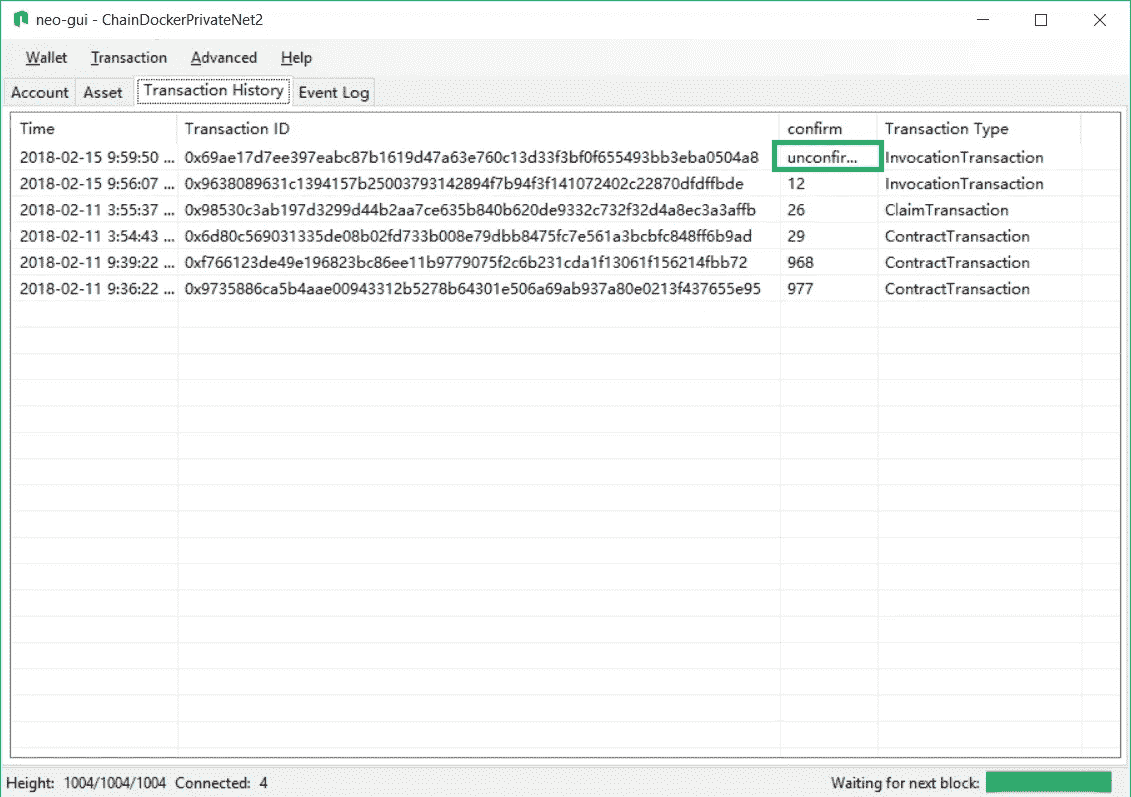 neo-gui - ChainDockerPrivateNet2
Wallet Transaction Advanced Help
Account Asset Transaction History Event Log
Time Transaction ID confirm Transaction Type
2018-02-15 9:59:50 ... 0x69ae17d7ee397eabc87b1619d47a63e760c13d33f3bf0f655493bb3eba0504a8 unconfir... InvocationTransaction
2018-02-15 9:56:07 ... 0x9638089631c1394157b25003793142894f7b94f3f141072402c22870dfdffbde 12 InvocationTransaction
2018-02-11 3:55:37 ... 0x98530c3ab197d3299d44b2aa7ce635b840b620de9332c732f32d4a8ec3a3affb 26 ClaimTransaction
2018-02-11 3:54:43 ... 0x6d80c569031335de08b02fd733b008e79dbb8475fc7e561a3bcbfc848ff6b9ad 29 ContractTransaction
2018-02-11 9:39:22 ... 0xf766123de49e196823bc86ee11b9779075f2c6b231cda1f13061f156214fbb72 968 ContractTransaction
2018-02-11 9:36:22 ... 0x9735886ca5b4aae00943312b5278b64301e506a69ab937a80e0213f437655e95 977 ContractTransaction
Height: 1004/1004/1004 Connected: 4 Waiting for next block: